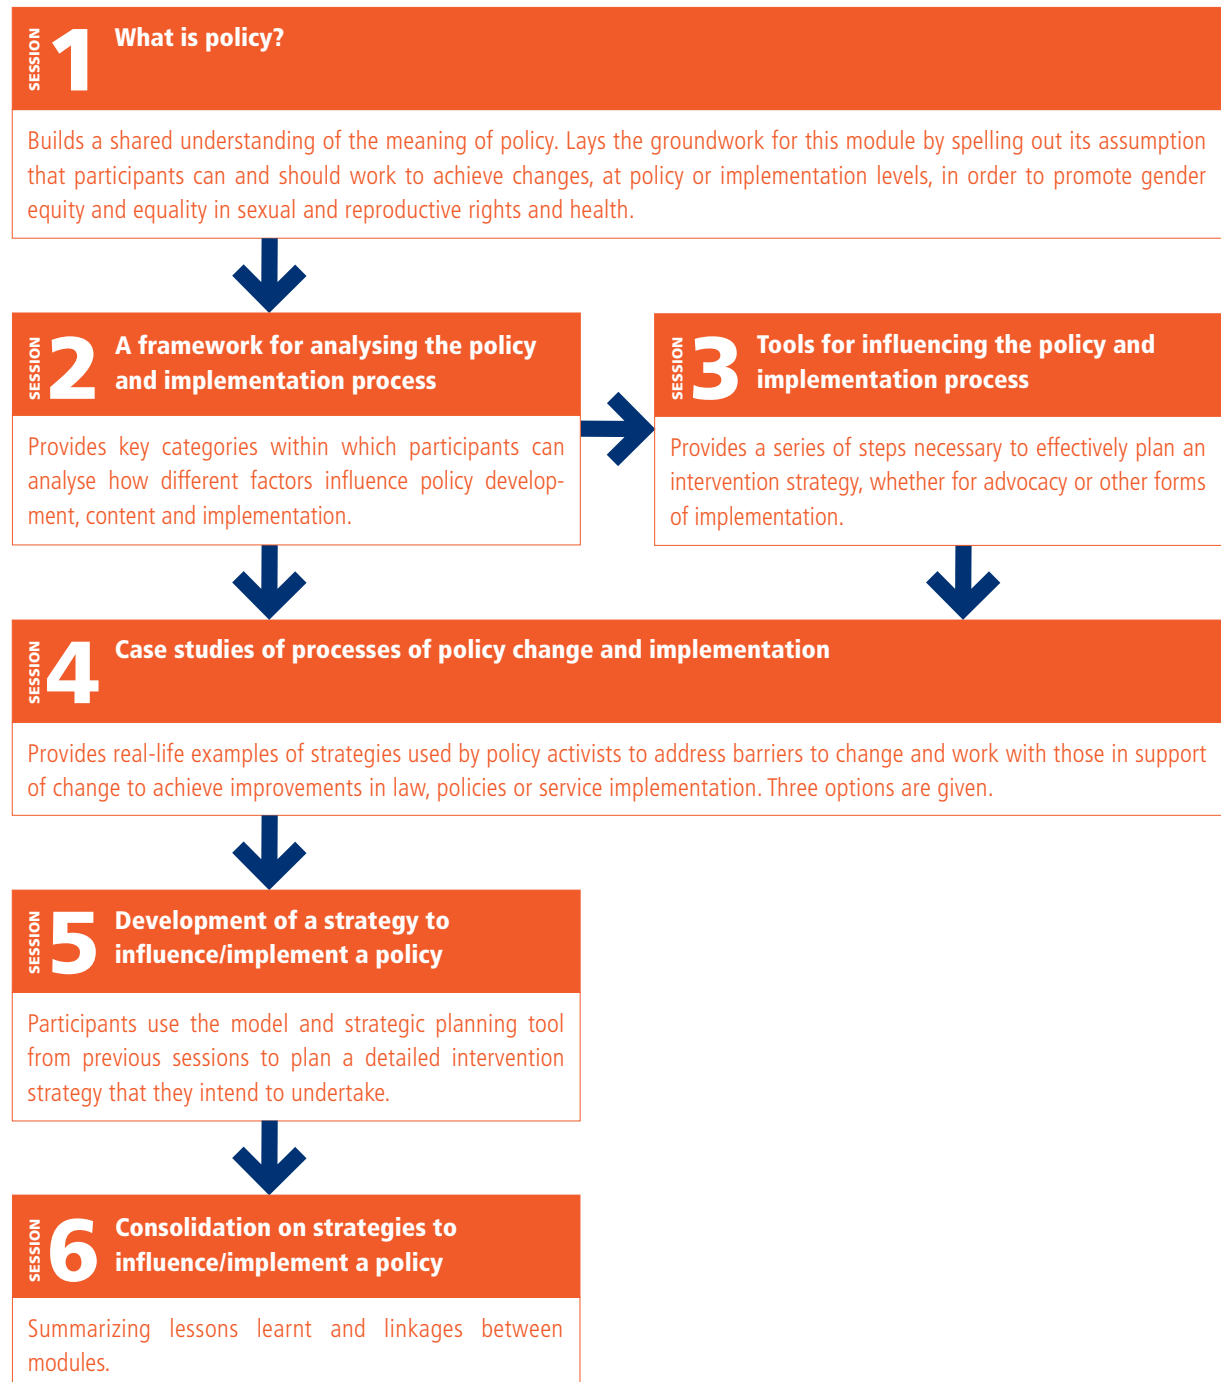 SESSION 1 What is policy?
Builds a shared understanding of the meaning of policy. Lays the groundwork for this module by spelling out its assumption
that participants can and should work to achieve changes, at policy or implementation levels, in order to promote gender
equity and equality in sexual and reproductive rights and health.
SESSION 2 A framework for analysing the policy
and implementation process
Provides key categories within which participants can
analyse how different factors influence policy develop-
ment, content and implementation.
SESSION 3 Tools for influencing the policy and
implementation process
Provides a series of steps necessary to effectively plan an
intervention strategy, whether for advocacy or other forms
of implementation.
SESSION 4 Case studies of processes of policy change and implementation
Provides real-life examples of strategies used by policy activists to address barriers to change and work with those in support
of change to achieve improvements in law, policies or service implementation. Three options are given.
SESSION 5 Development of a strategy to
influence/implement a policy
Participants use the model and strategic planning tool
from previous sessions to plan a detailed intervention
strategy that they intend to undertake.
SESSION 6 Consolidation on strategies to
influence/implement a policy
Summarizing lessons learnt and linkages between
modules.